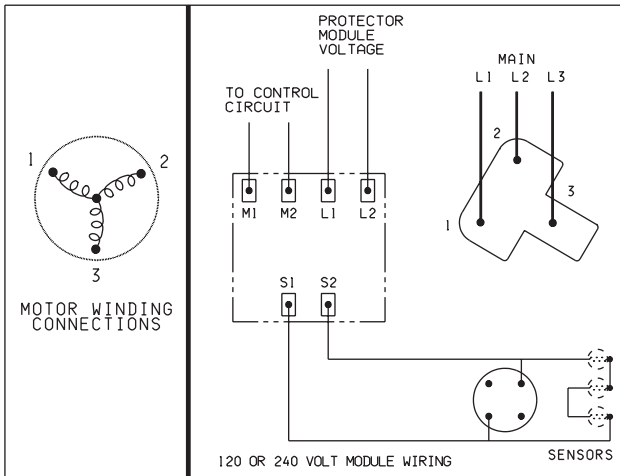 PROTECTOR
MODULE
VOLTAGE
MAIN
L1 L2 L3
TO CONTROL
CIRCUIT
2
1
2
3
3
1
M1 M2 L1 L2
S1 S2
MOTOR WINDING
CONNECTIONS
120 OR 240 VOLT MODULE WIRING
SENSORS